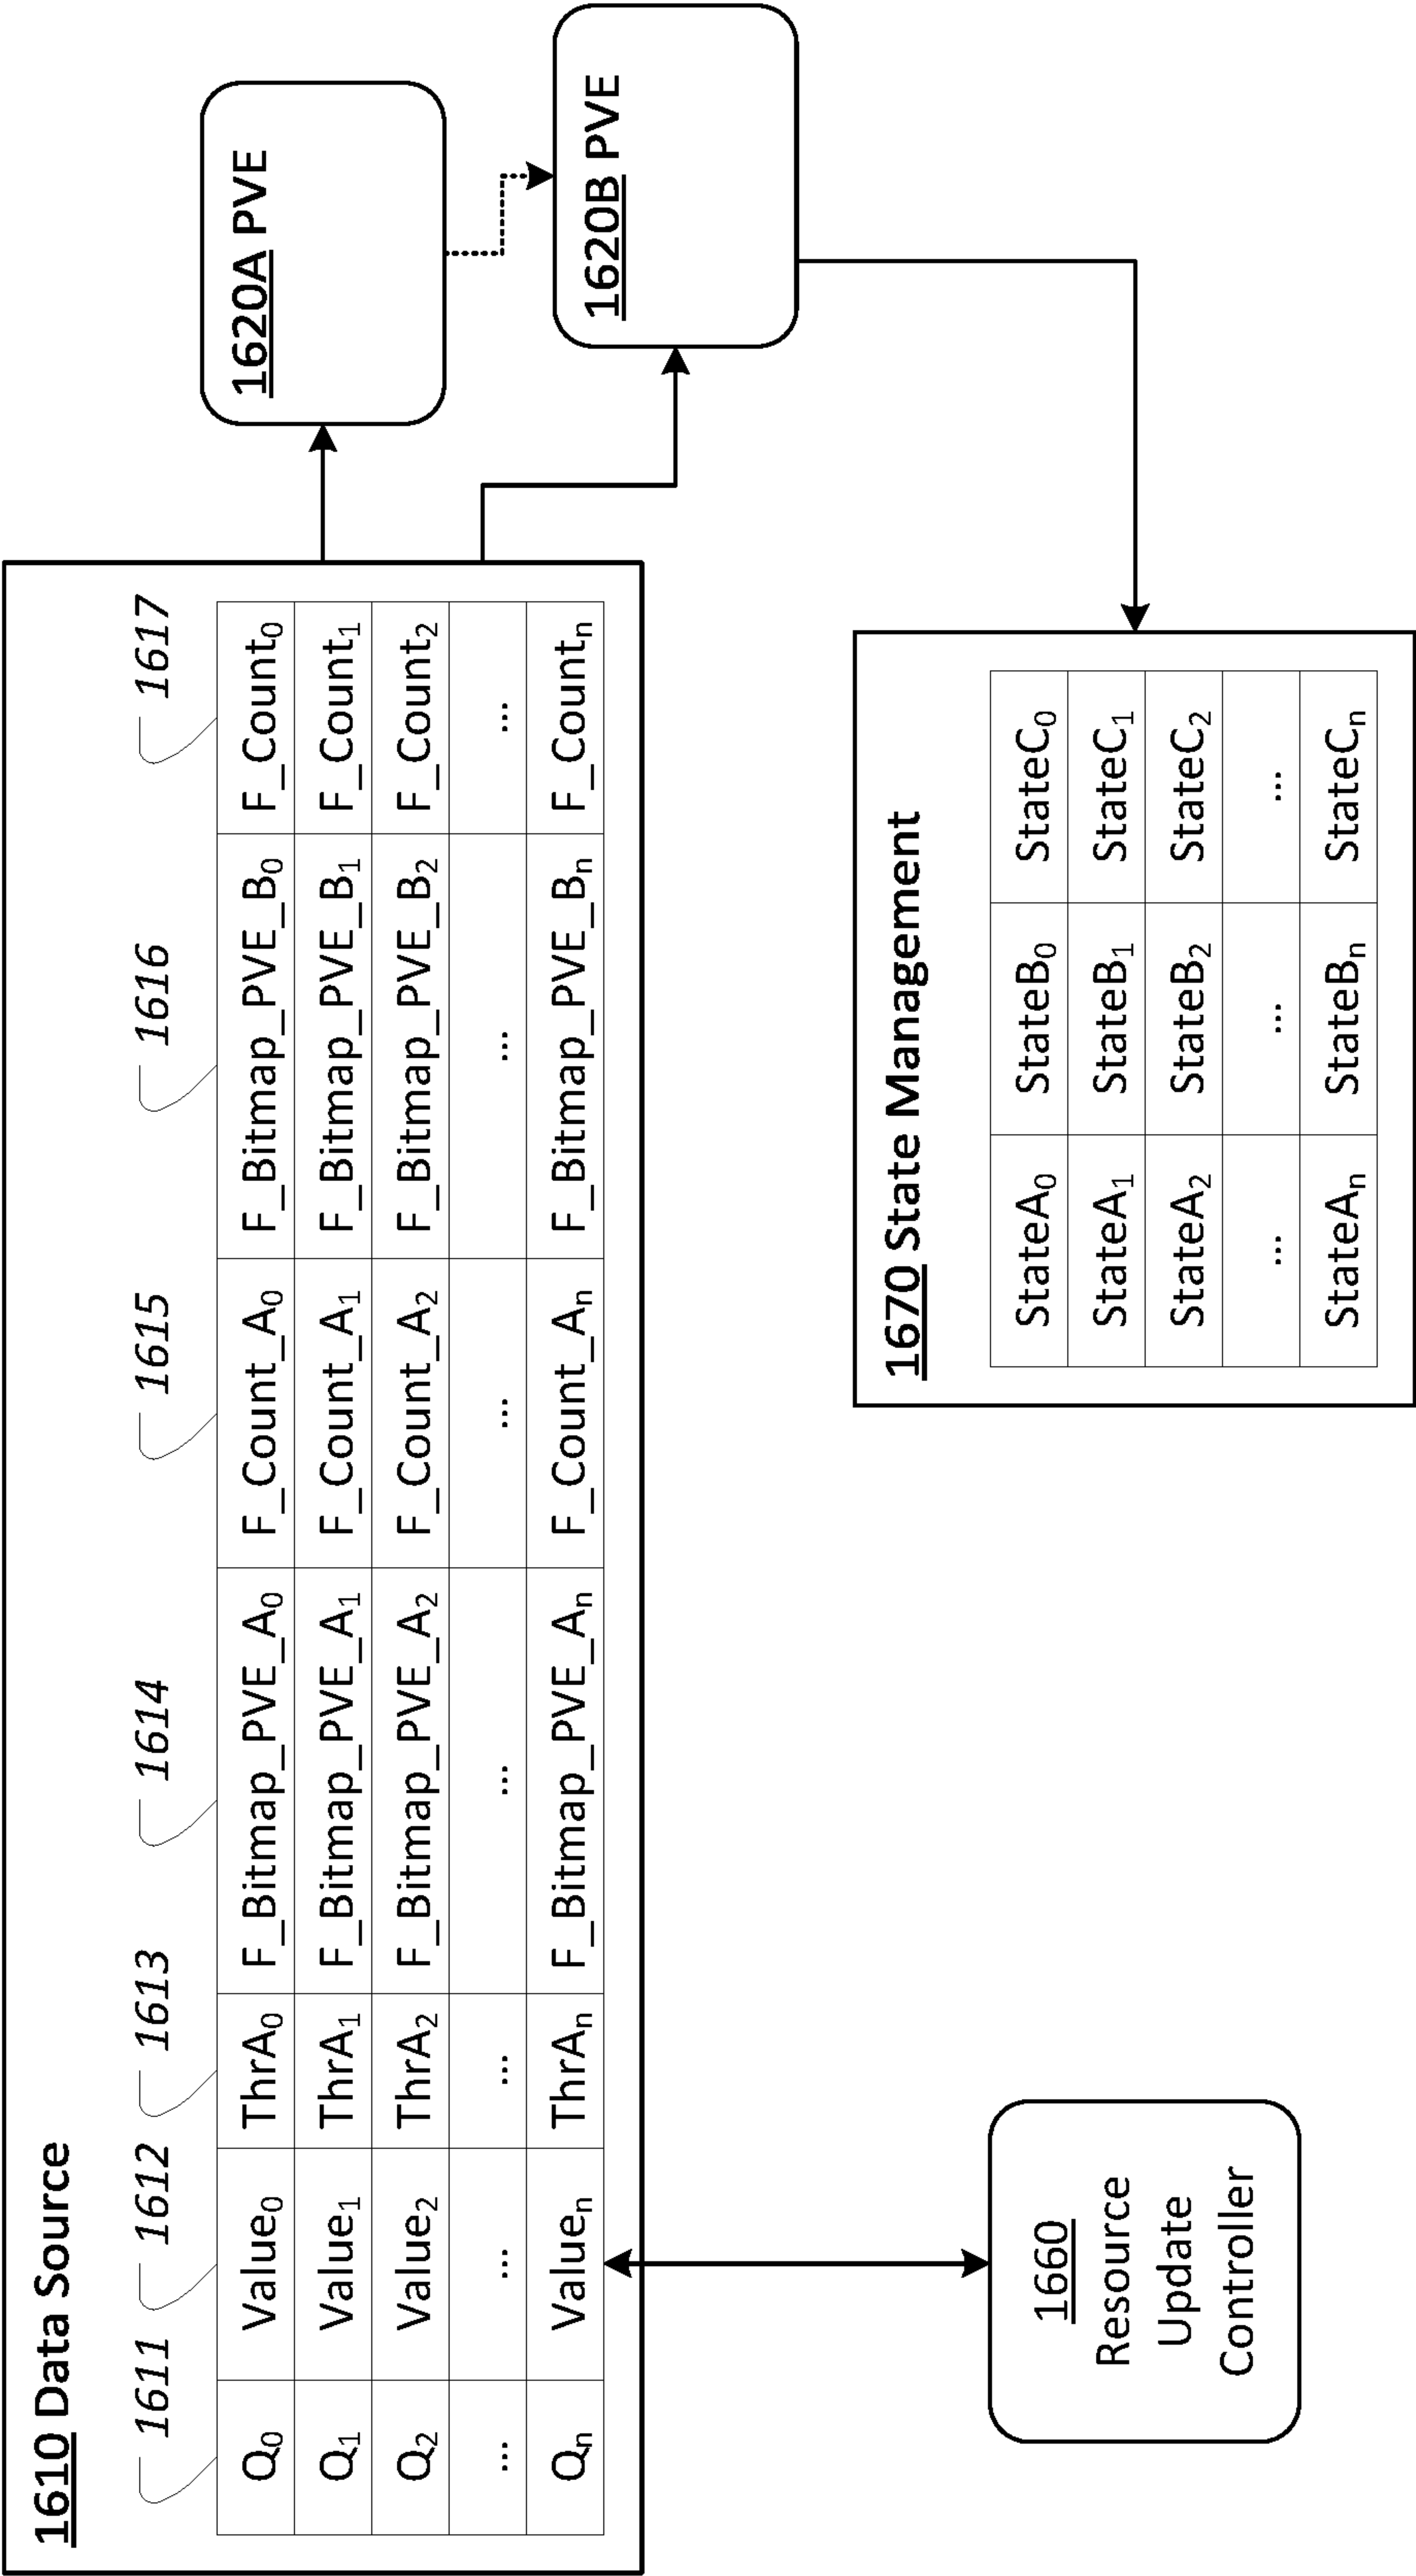 1610 Data Source
1611 1612 1613 1614 1615 1616 1617
Q0 Value0 ThrA0 F_Bitmap_PVE_A0 F_Count_A0 F_Bitmap_PVE_B0 F_Count0
Q1 Value1 ThrA1 F_Bitmap_PVE_A1 F_Count_A1 F_Bitmap_PVE_B1 F_Count1
Q2 Value2 ThrA2 F_Bitmap_PVE_A2 F_Count_A2 F_Bitmap_PVE_B2 F_Count2
... ... ... ... ... ... ...
Qn Valuen ThrAn F_Bitmap_PVE_An F_Count_An F_Bitmap_PVE_Bn F_Countn
1620A PVE
1620B PVE
1660
Resource
Update
Controller
1670 State Management
StateA0 StateB0 StateC0
StateA1 StateB1 StateC1
StateA2 StateB2 StateC2
... ... ...
StateAn StateBn StateCn